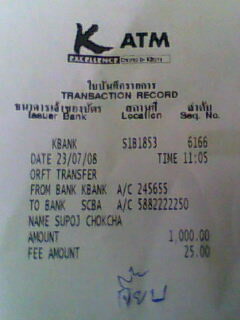 K ATM
EXCELLENCE
ใบบันทึกรายการ
TRANSACTION RECORD
ธนาคารเจ้าของบัตร สถานที่ ลำดับ
Issuer Bank Location Seq. No.
KBANK S1B1853 6166
DATE 23/07/08 TIME 11:05
ORFT TRANSFER
FROM BANK KBANK A/C 245655
TO BANK SCBA A/C 5882222250
NAME SUPOJ CHOKCHA
AMOUNT 1,000.00
FEE AMOUNT 25.00